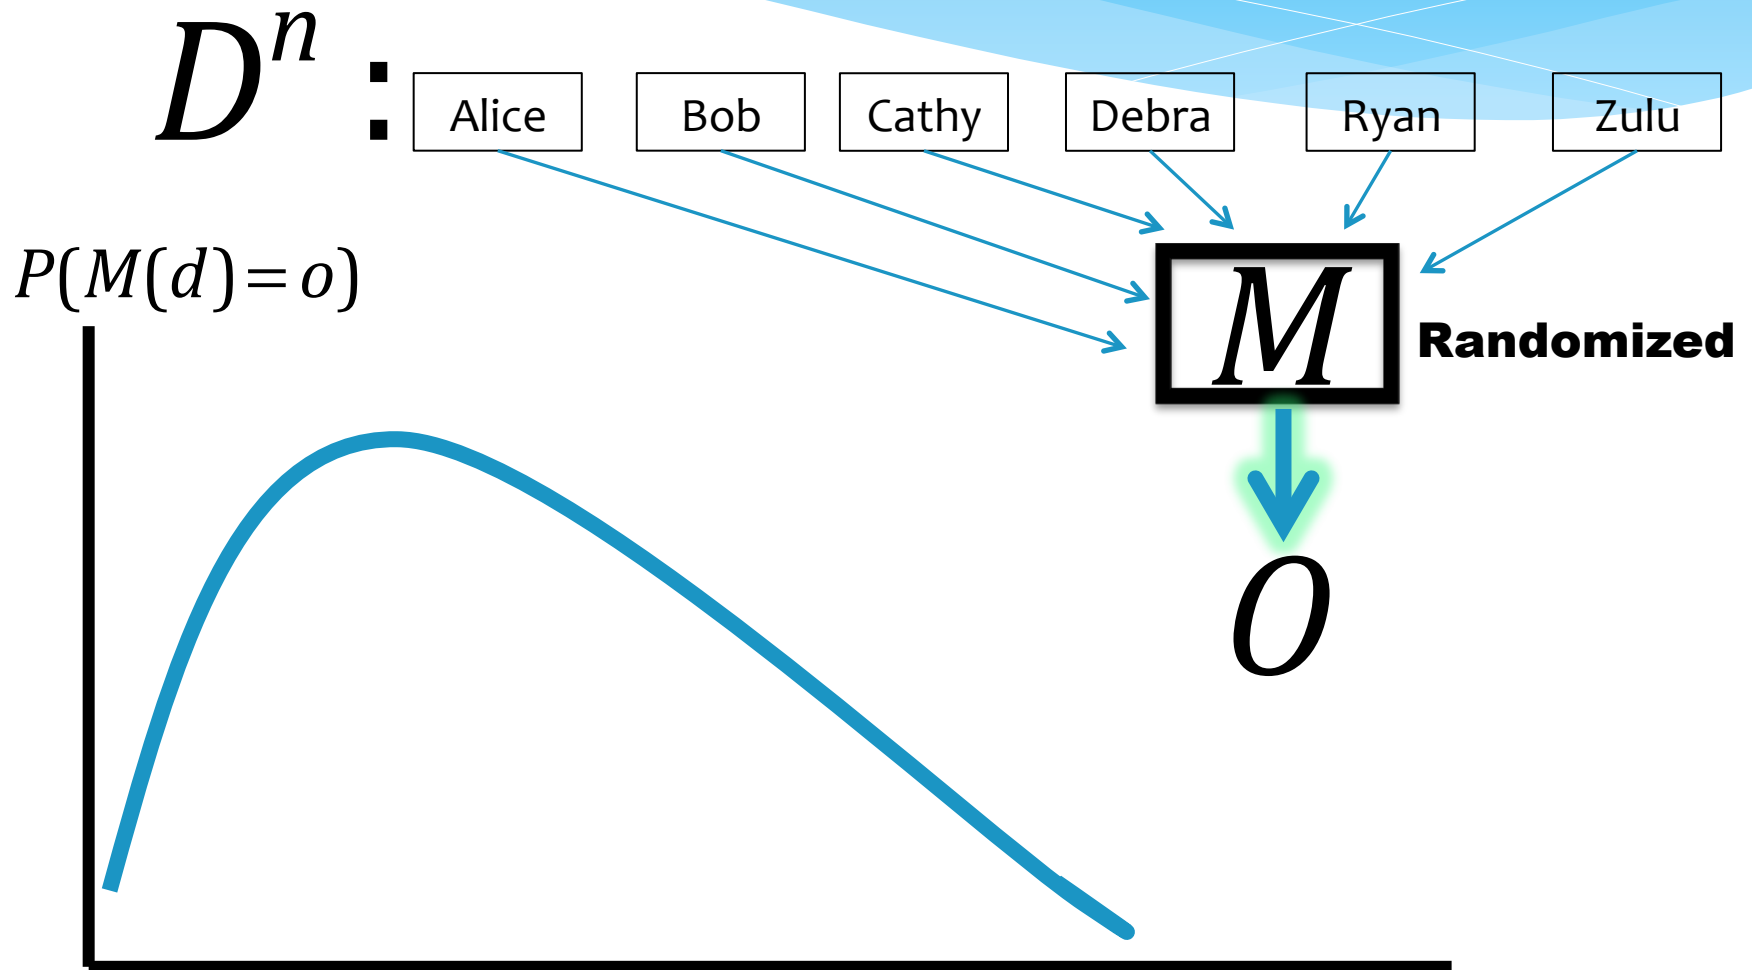 Dⁿ :
Alice Bob Cathy Debra Ryan Zulu
P(M(d)=o)
M Randomized
O